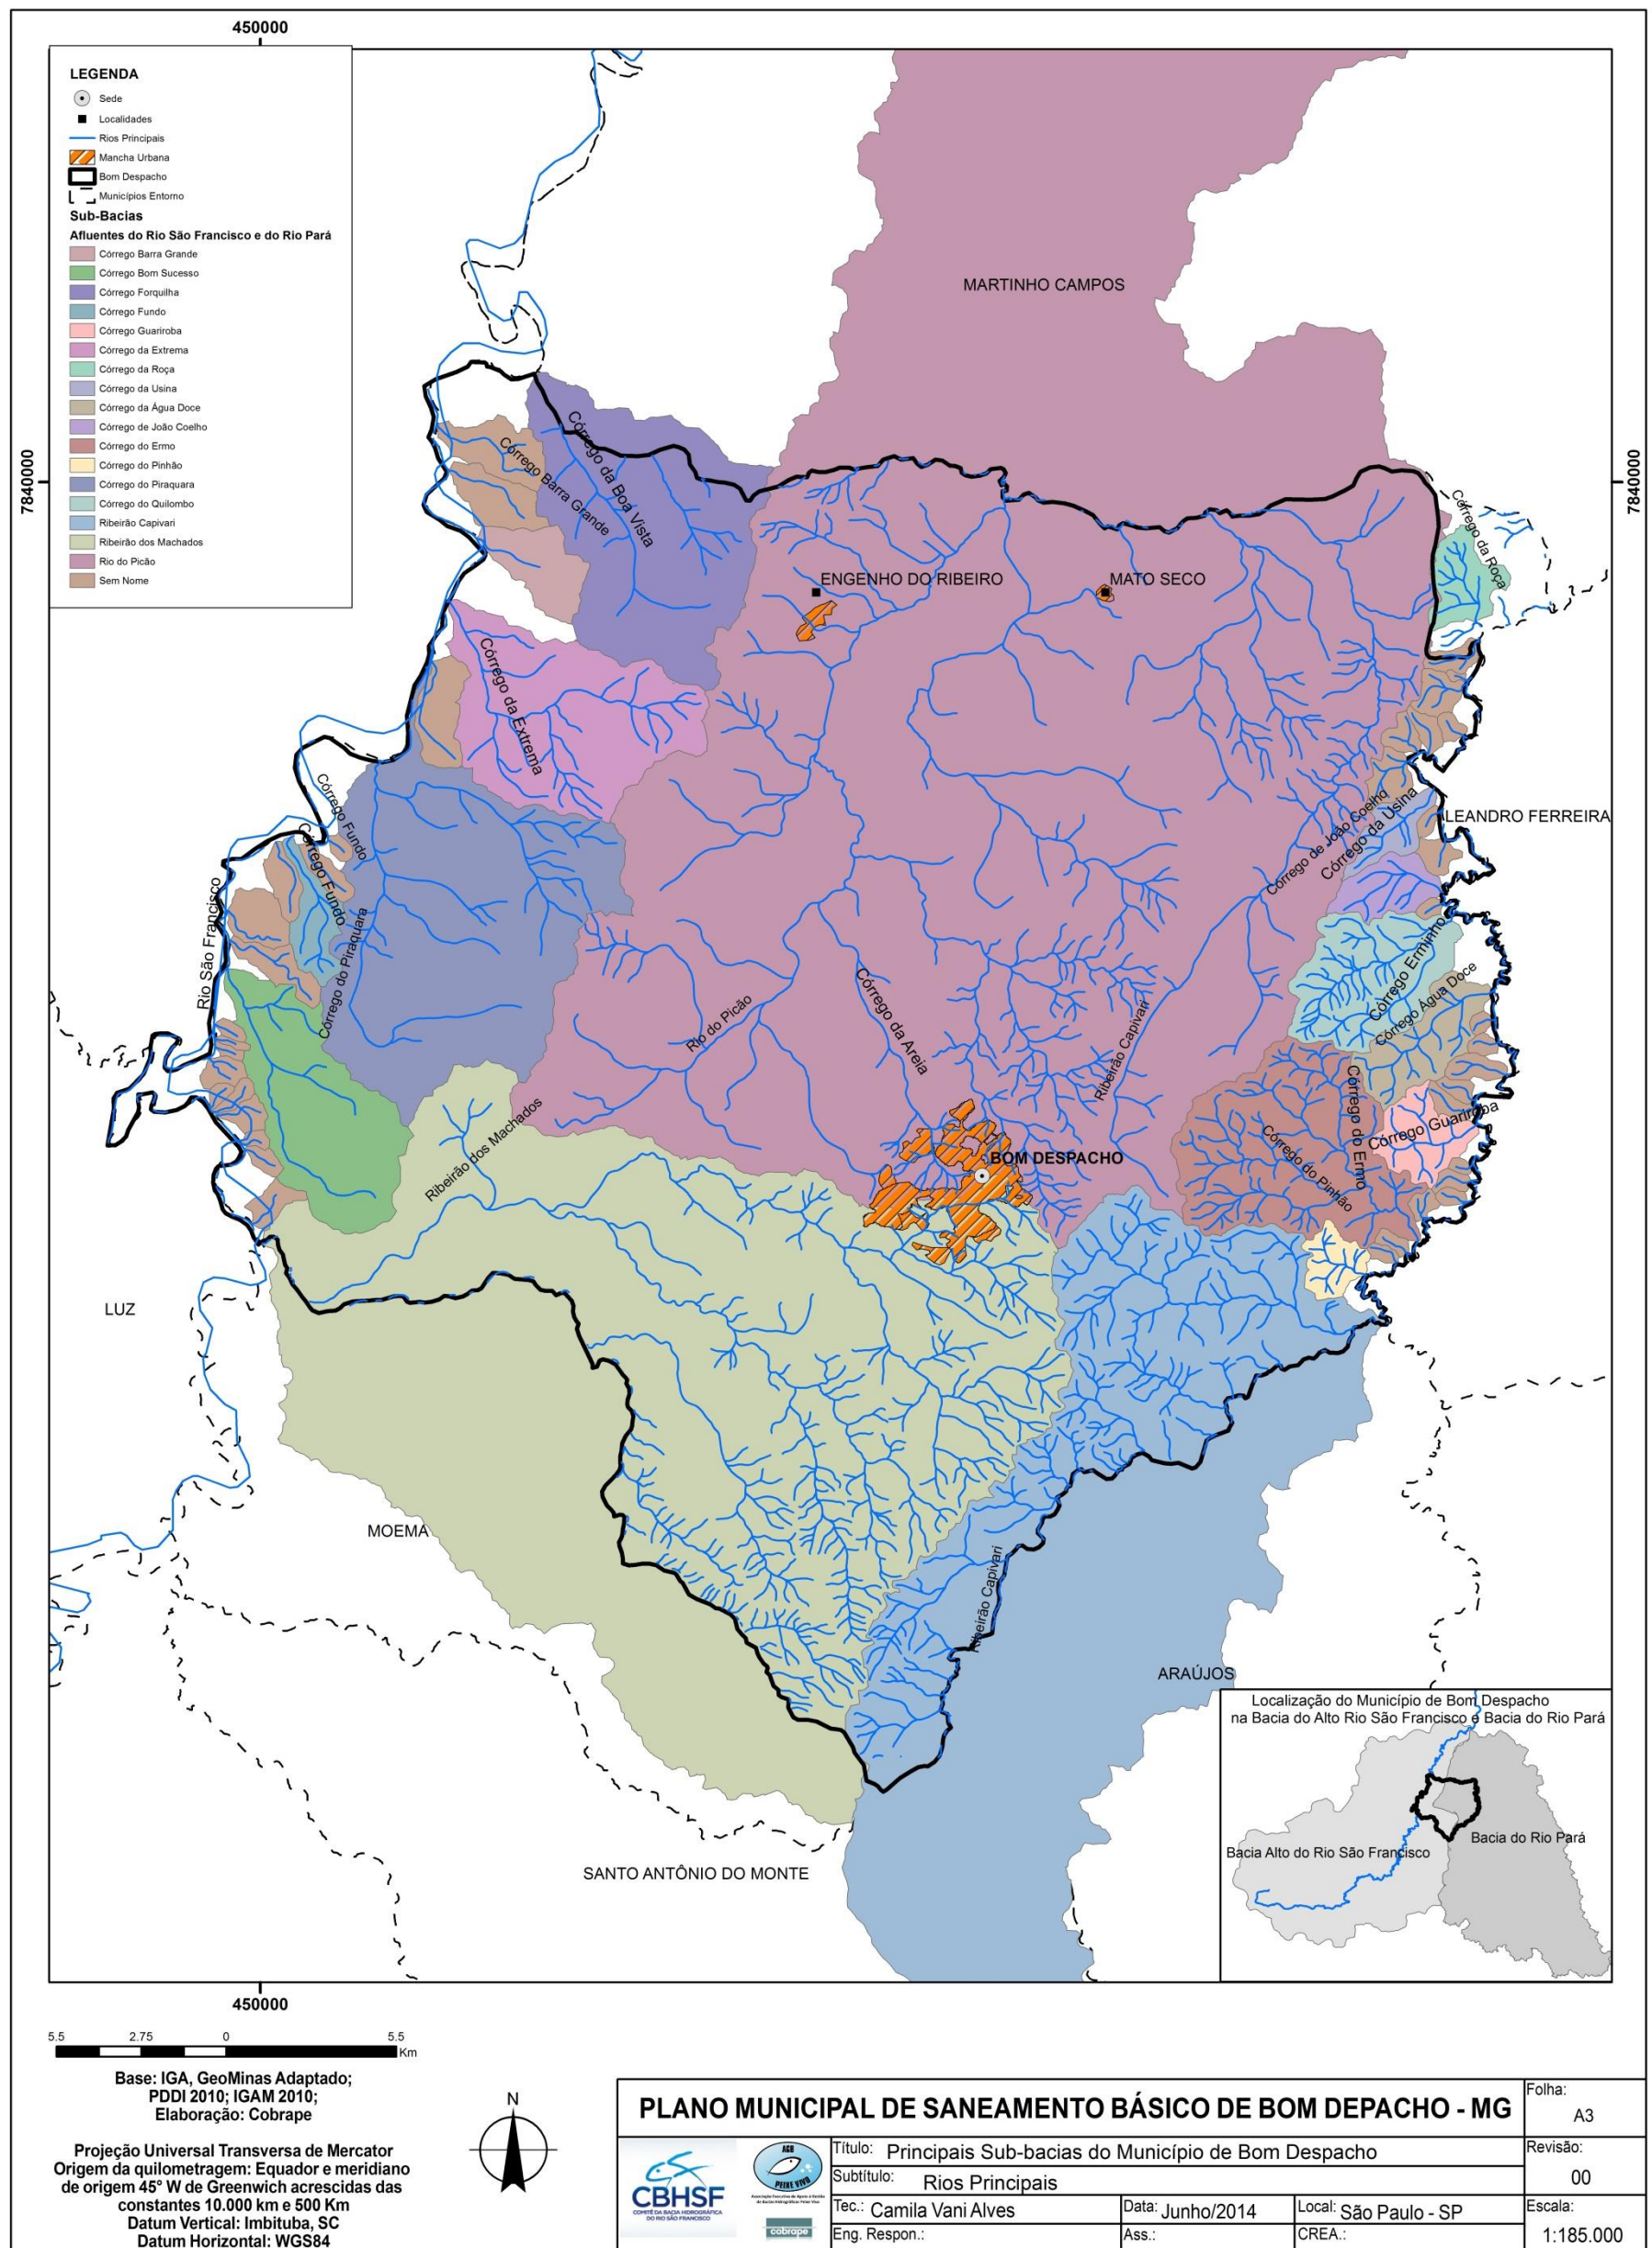 450000
LEGENDA
Sede
Localidades
Rios Principais
Mancha Urbana
Bom Despacho
Municípios Entorno
Sub-Bacias
Afluentes do Rio São Francisco e do Rio Pará
Córrego Barra Grande
Córrego Bom Sucesso
Córrego Forquilha
Córrego Fundo
Córrego Guariroba
Córrego da Extrema
Córrego da Roça
Córrego da Usina
Córrego da Água Doce
Córrego de João Coelho
Córrego do Ermo
Córrego do Pinhão
Córrego do Piraquara
Córrego do Quilombo
Ribeirão Capivari
Ribeirão dos Machados
Rio do Picão
Sem Nome
MARTINHO CAMPOS
7840000
7840000
Córrego da Boa Vista
Córrego Barra Grande
Córrego da Roça
ENGENHO DO RIBEIRO
MATO SECO
Córrego da Extrema
Córrego Fundo
Córrego Fundo
Córrego de João Coelho
Córrego da Usina
LEANDRO FERREIRA
Rio São Francisco
Córrego do Piraquara
Córrego Erminho
Córrego Água Doce
Rio do Picão
Córrego da Areia
Ribeirão Capivari
Ribeirão dos Machados
Córrego do Ermo
Córrego Guariroba
Córrego do Pinhão
BOM DESPACHO
LUZ
MOEMA
Ribeirão Capivari
ARAÚJOS
SANTO ANTÔNIO DO MONTE
Localização do Município de Bom Despacho
na Bacia do Alto Rio São Francisco e Bacia do Rio Pará
Bacia do Rio Pará
Bacia Alto do Rio São Francisco
450000
5.5 2.75 0 5.5
Km
Base: IGA, GeoMinas Adaptado;
PDDI 2010; IGAM 2010;
Elaboração: Cobrape
Projeção Universal Transversa de Mercator
Origem da quilometragem: Equador e meridiano
de origem 45° W de Greenwich acrescidas das
constantes 10.000 km e 500 Km
Datum Vertical: Imbituba, SC
Datum Horizontal: WGS84
N
PLANO MUNICIPAL DE SANEAMENTO BÁSICO DE BOM DEPACHO - MG
Folha:
A3
CBHSF
COMITÊ DA BACIA HIDROGRÁFICA
DO RIO SÃO FRANCISCO
AGB
PEIXE VIVO
cobrape
Título: Principais Sub-bacias do Município de Bom Despacho
Revisão:
00
Subtítulo: Rios Principais
Tec.: Camila Vani Alves
Data: Junho/2014
Local: São Paulo - SP
Escala:
1:185.000
Eng. Respon.:
Ass.:
CREA.: